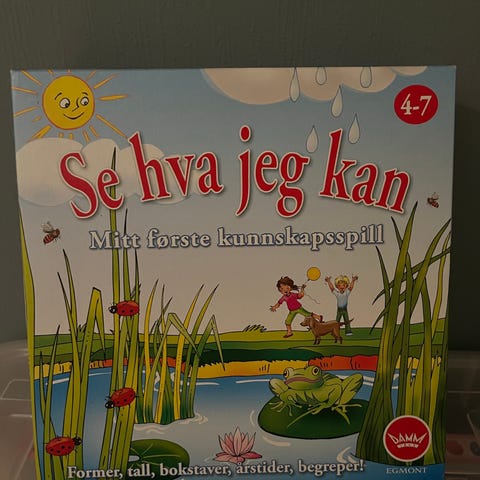 4-7
Se hva jeg kan
Mitt første kunnskapsspill
DAMM
EGMONT
Former, tall, bokstaver, årstider, begreper!